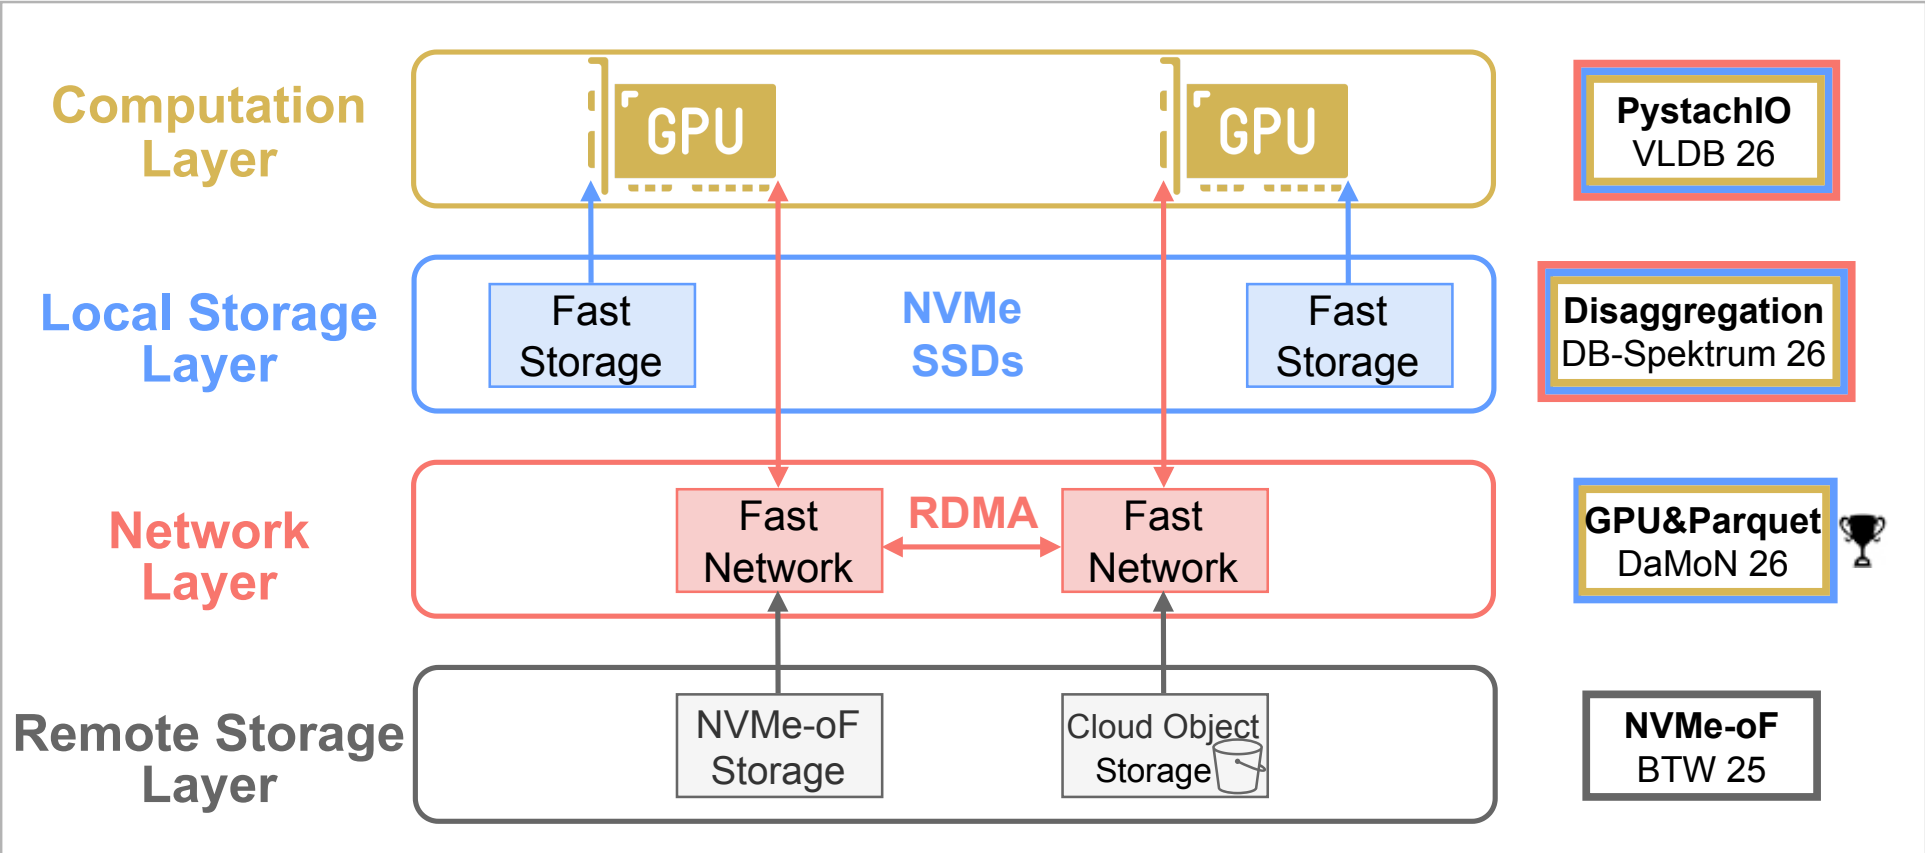 Computation
Layer
GPU
GPU
PystachIO
VLDB 26
Local Storage
Layer
Fast
Storage
NVMe
SSDs
Fast
Storage
Disaggregation
DB-Spektrum 26
Network
Layer
Fast
Network
RDMA
Fast
Network
GPU&Parquet
DaMoN 26
Remote Storage
Layer
NVMe-oF
Storage
Cloud Object
Storage
NVMe-oF
BTW 25